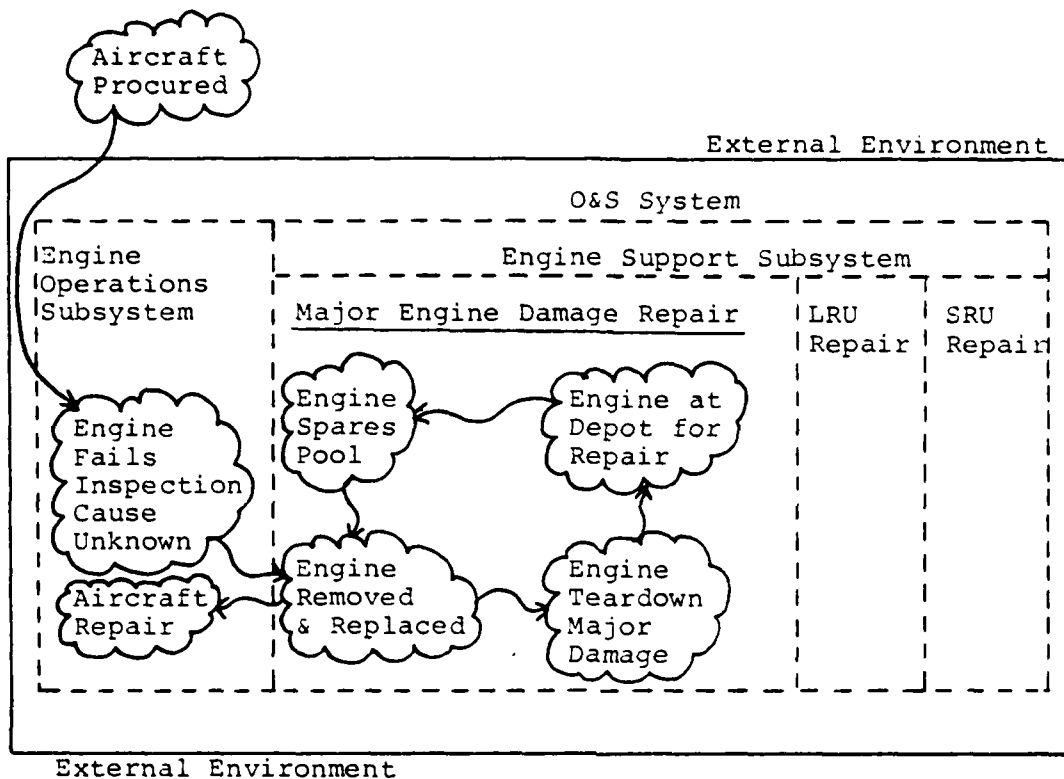 Aircraft
Procured
External Environment
O&S System
Engine
Operations
Subsystem
Engine Support Subsystem
Major Engine Damage Repair
LRU
Repair
SRU
Repair
Engine
Spares
Pool
Engine at
Depot for
Repair
Engine
Fails
Inspection
Cause
Unknown
Engine
Removed
& Replaced
Engine
Teardown
Major
Damage
Aircraft
Repair
External Environment